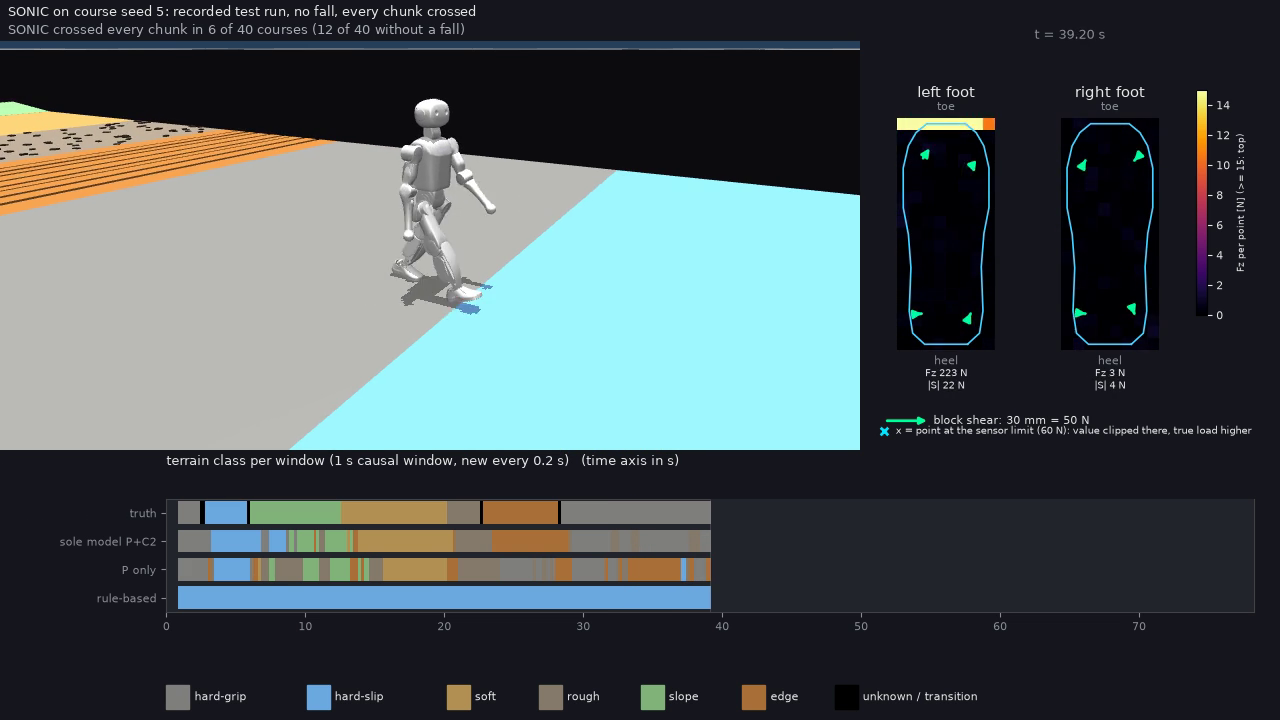 SONIC on course seed 5: recorded test run, no fall, every chunk crossed
SONIC crossed every chunk in 6 of 40 courses (12 of 40 without a fall)
t = 39.20 s
left foot
right foot
toe
toe
14
12
10
8
6
4
2
0
Fz per point [N] (>= 15: top)
heel
heel
Fz 223 N
Fz 3 N
|S| 22 N
|S| 4 N
block shear: 30 mm = 50 N
x = point at the sensor limit (60 N): value clipped there, true load higher
terrain class per window (1 s causal window, new every 0.2 s)   (time axis in s)
truth
sole model P+C2
P only
rule-based
0 10 20 30 40 50 60 70
hard-grip hard-slip soft rough slope edge unknown / transition